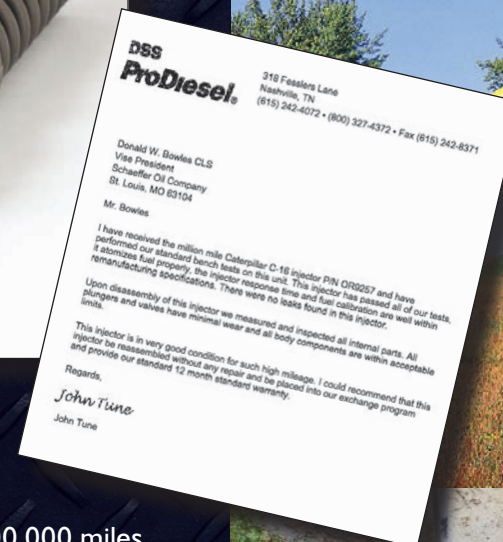 DSS
ProDiesel®
318 Fesslers Lane
Nashville, TN
(615) 242-4072 • (800) 327-4372 • Fax (615) 242-8371
Donald W. Bowles CLS
Vice President
Schaeffer Oil Company
St. Louis, MO 63104
Mr. Bowles
I have received the million mile Caterpillar C-16 injector P/N OR9257 and have
performed our standard bench tests on this unit. This injector has passed all of our tests,
it atomizes fuel properly, the injector response time and fuel calibration are well within
remanufacturing specifications. There were no leaks found in this injector.
Upon disassembly of this injector we measured and inspected all internal parts. All
plungers and valves have minimal wear and all body components are within acceptable
limits.
This injector is in very good condition for such high mileage. I could recommend that this
injector be reassembled without any repair and be placed into our exchange program
and provide our standard 12 month standard warranty.
Regards,
John Tune
John Tune
0,000 miles